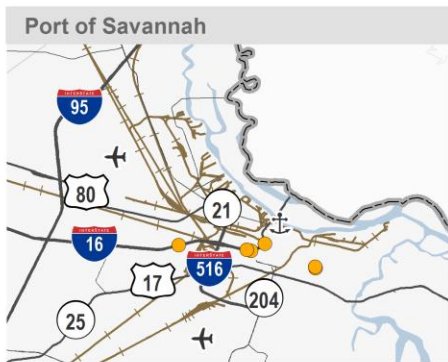 Port of Savannah
INTERSTATE
95
80
21
INTERSTATE
16
INTERSTATE
516
17
204
25